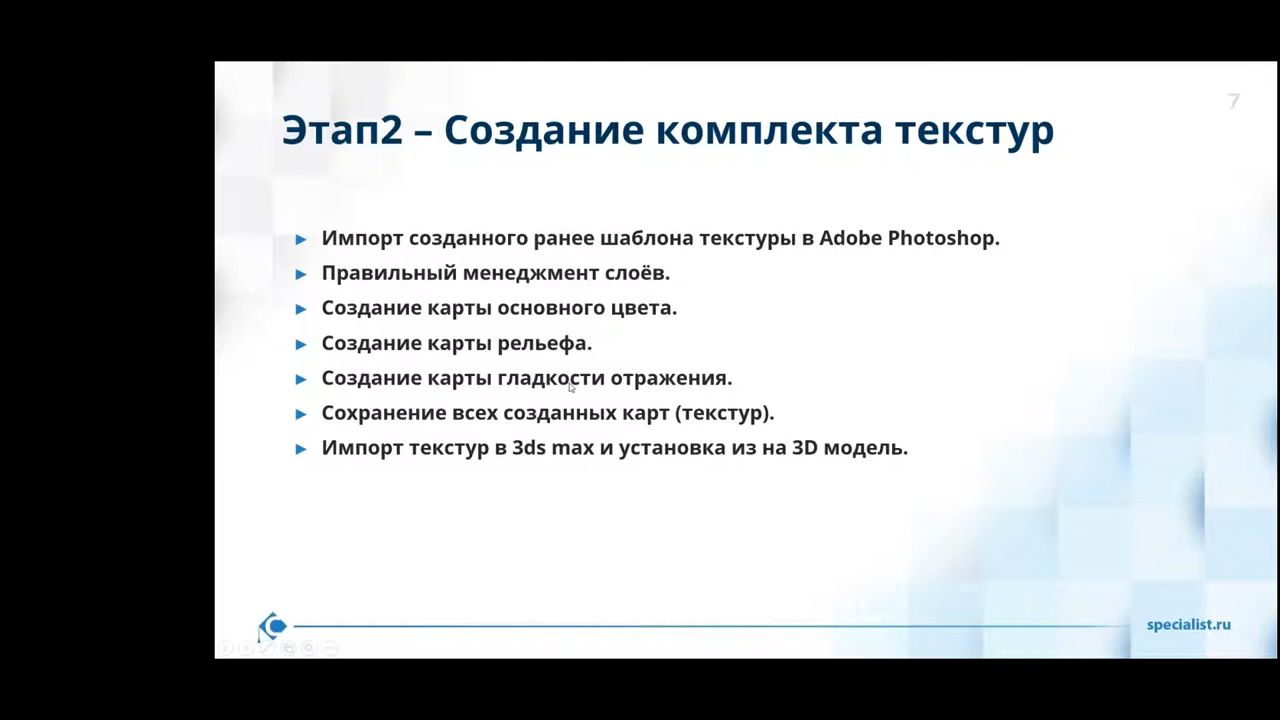 7
Этап2 – Создание комплекта текстур
Импорт созданного ранее шаблона текстуры в Adobe Photoshop.
Правильный менеджмент слоёв.
Создание карты основного цвета.
Создание карты рельефа.
Создание карты гладкости отражения.
Сохранение всех созданных карт (текстур).
Импорт текстур в 3ds max и установка из на 3D модель.
specialist.ru